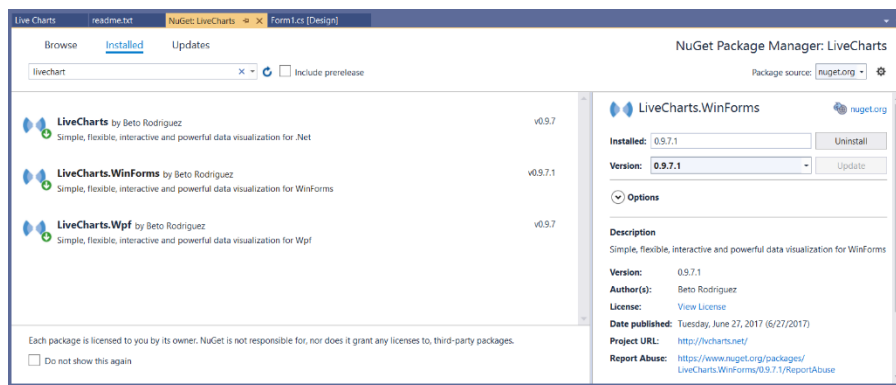 Live Charts readme.txt NuGet: LiveCharts Form1.cs [Design]
Browse Installed Updates
NuGet Package Manager: LiveCharts
livechart
Include prerelease
Package source: nuget.org
LiveCharts by Beto Rodriguez v0.9.7
Simple, flexible, interactive and powerful data visualization for .Net
LiveCharts.WinForms by Beto Rodriguez v0.9.7.1
Simple, flexible, interactive and powerful data visualization for WinForms
LiveCharts.Wpf by Beto Rodriguez v0.9.7
Simple, flexible, interactive and powerful data visualization for Wpf
Each package is licensed to you by its owner. NuGet is not responsible for, nor does it grant any licenses to, third-party packages.
Do not show this again
LiveCharts.WinForms nuget.org
Installed: 0.9.7.1 Uninstall
Version: 0.9.7.1 Update
Options
Description
Simple, flexible, interactive and powerful data visualization for WinForms
Version: 0.9.7.1
Author(s): Beto Rodriguez
License: View License
Date published: Tuesday, June 27, 2017 (6/27/2017)
Project URL: http://lvcharts.net/
Report Abuse: https://www.nuget.org/packages/
LiveCharts.WinForms/0.9.7.1/ReportAbuse